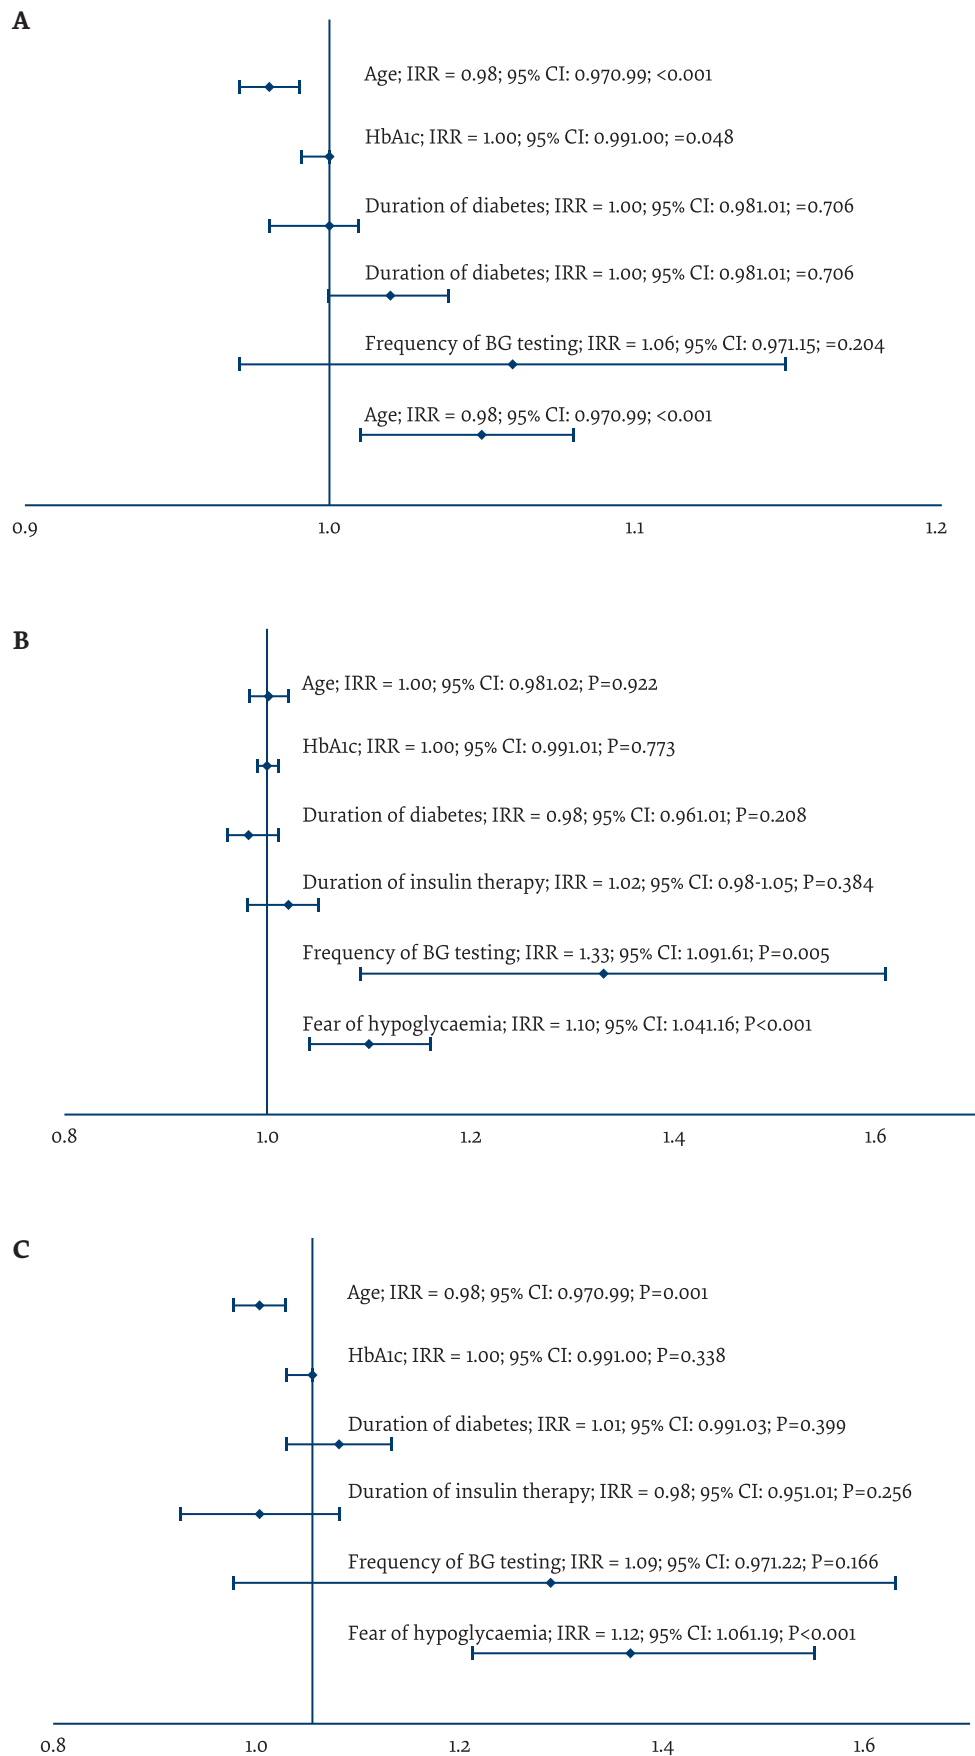 A
Age; IRR = 0.98; 95% CI: 0.970.99; <0.001
HbA1c; IRR = 1.00; 95% CI: 0.991.00; =0.048
Duration of diabetes; IRR = 1.00; 95% CI: 0.981.01; =0.706
Duration of diabetes; IRR = 1.00; 95% CI: 0.981.01; =0.706
Frequency of BG testing; IRR = 1.06; 95% CI: 0.971.15; =0.204
Age; IRR = 0.98; 95% CI: 0.970.99; <0.001
0.9 1.0 1.1 1.2
B
Age; IRR = 1.00; 95% CI: 0.981.02; P=0.922
HbA1c; IRR = 1.00; 95% CI: 0.991.01; P=0.773
Duration of diabetes; IRR = 0.98; 95% CI: 0.961.01; P=0.208
Duration of insulin therapy; IRR = 1.02; 95% CI: 0.98-1.05; P=0.384
Frequency of BG testing; IRR = 1.33; 95% CI: 1.091.61; P=0.005
Fear of hypoglycaemia; IRR = 1.10; 95% CI: 1.041.16; P<0.001
0.8 1.0 1.2 1.4 1.6
C
Age; IRR = 0.98; 95% CI: 0.970.99; P=0.001
HbA1c; IRR = 1.00; 95% CI: 0.991.00; P=0.338
Duration of diabetes; IRR = 1.01; 95% CI: 0.991.03; P=0.399
Duration of insulin therapy; IRR = 0.98; 95% CI: 0.951.01; P=0.256
Frequency of BG testing; IRR = 1.09; 95% CI: 0.971.22; P=0.166
Fear of hypoglycaemia; IRR = 1.12; 95% CI: 1.061.19; P<0.001
0.8 1.0 1.2 1.4 1.6